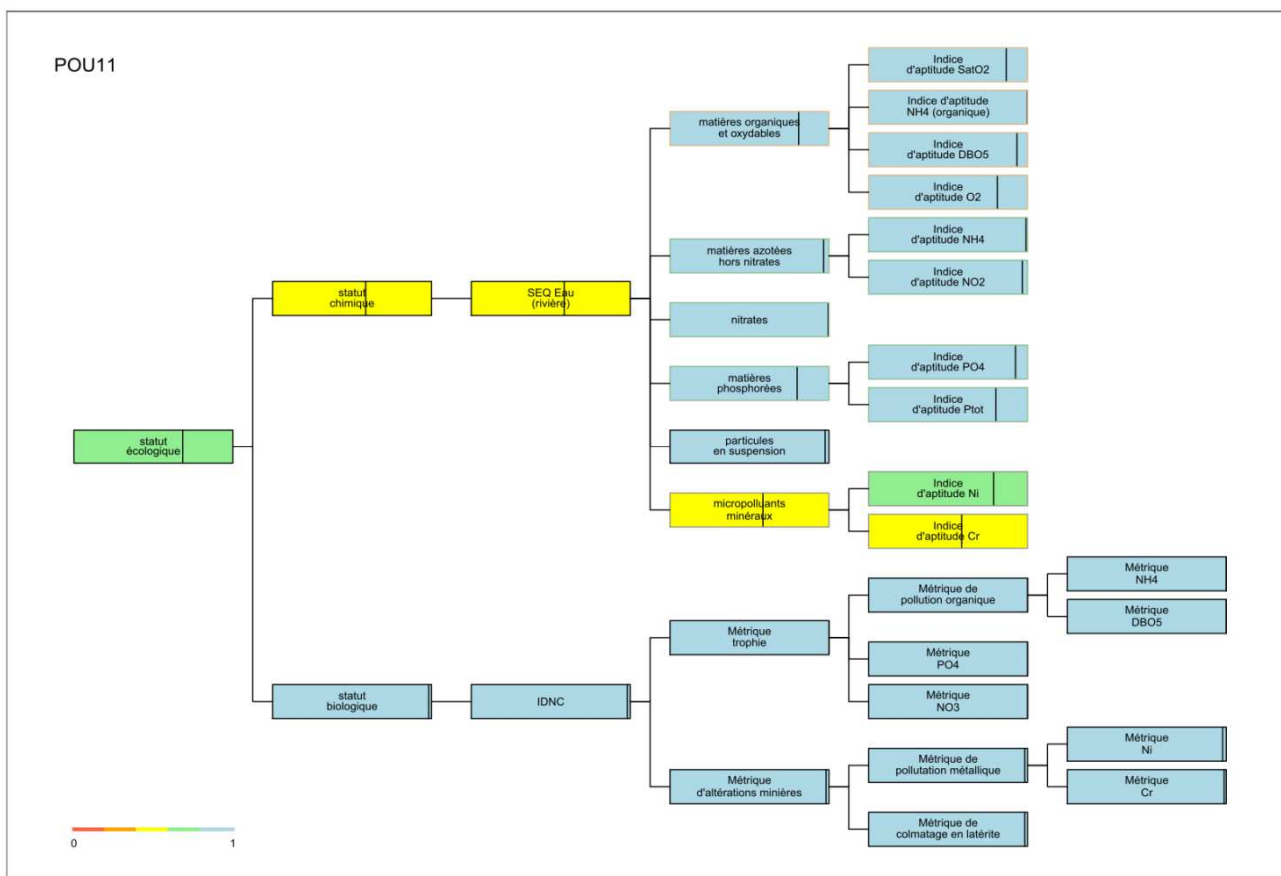 POU11
Indice
d'aptitude SatO2
Indice d'aptitude
NH4 (organique)
matières organiques
et oxydables
Indice
d'aptitude DBO5
Indice
d'aptitude O2
Indice
d'aptitude NH4
matières azotées
hors nitrates
Indice
d'aptitude NO2
statut
chimique
SEQ Eau
(rivière)
nitrates
Indice
d'aptitude PO4
matières
phosphorées
Indice
d'aptitude Ptot
statut
écologique
particules
en suspension
Indice
d'aptitude Ni
micropolluants
minéraux
Indice
d'aptitude Cr
Métrique
NH4
Métrique de
pollution organique
Métrique
DBO5
Métrique
trophie
Métrique
PO4
statut
biologique
IDNC
Métrique
NO3
Métrique
Ni
Métrique de
pollutation métallique
Métrique
d'altérations minières
Métrique
Cr
Métrique de
colmatage en latérite
0
1